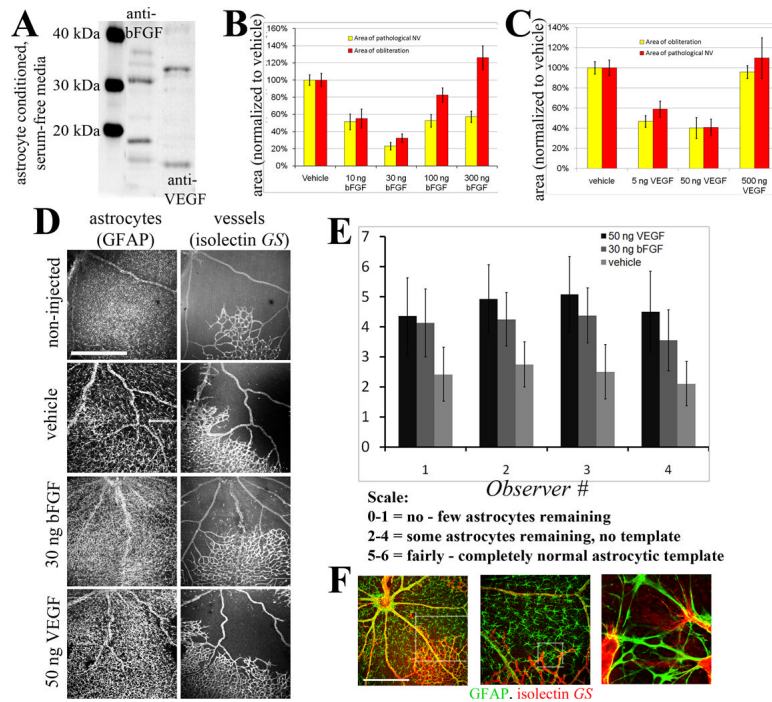 A
anti-
bFGF
40 kDa
30 kDa
20 kDa
astrocyte conditioned,
serum-free media
anti-
VEGF
B
area (normalized to vehicle)
160%
140%
120%
100%
80%
60%
40%
20%
0%
Area of pathological NV
Area of obliteration
Vehicle
10 ng bFGF
30 ng bFGF
100 ng bFGF
300 ng bFGF
C
area (normalized to vehicle)
140%
120%
100%
80%
60%
40%
20%
0%
Area of obliteration
Area of pathological NV
vehicle
5 ng VEGF
50 ng VEGF
500 ng VEGF
D
astrocytes
(GFAP)
vessels
(isolectin GS)
non-injected
vehicle
30 ng bFGF
50 ng VEGF
E
7
6
5
4
3
2
1
0
50 ng VEGF
30 ng bFGF
vehicle
1 2 3 4
Observer #
Scale:
0-1 = no - few astrocytes remaining
2-4 = some astrocytes remaining, no template
5-6 = fairly - completely normal astrocytic template
F
GFAP. isolectin GS